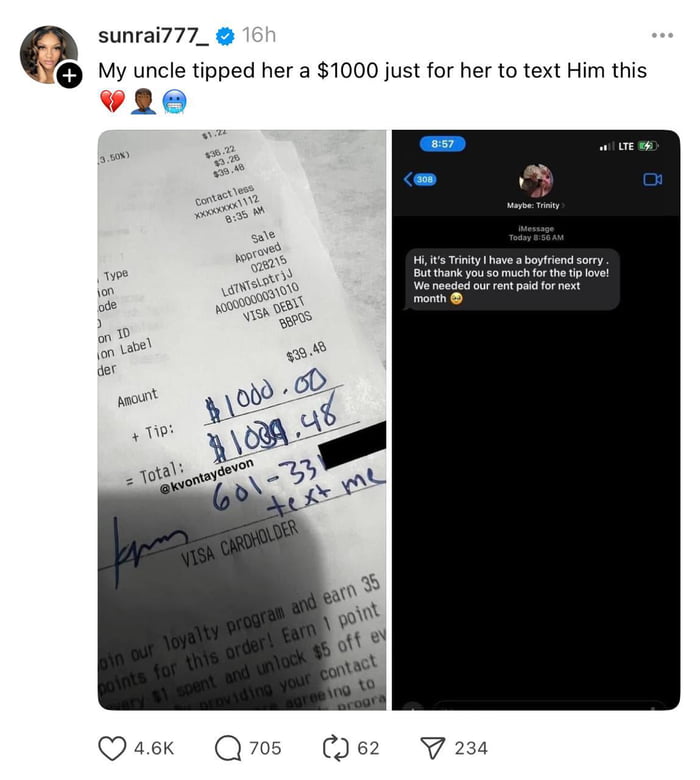 sunrai777_ 16h
My uncle tipped her a $1000 just for her to text Him this
💔🤦🏾‍♂️🥶
$1.22
3.50%)
$36.22
$3.26
$39.48
Contactless
XXXXXXXX1112
8:35 AM
Sale
Approved
Type
028215
ion
Ld7NTsLptrjJ
ode
A0000000031010
VISA DEBIT
on ID
BBPOS
ion Label
der
$39.48
Amount
$1000.00
+ Tip:
$1039.48
= Total:
@kvontaydevon
601-33
text me
VISA CARDHOLDER
oin our loyalty program and earn 35
points for this order! Earn 1 point
every $1 spent and unlock $5 off ev
providing your contact
agreeing to
progra
8:57
LTE
308
Maybe: Trinity >
iMessage
Today 8:56 AM
Hi, it's Trinity I have a boyfriend sorry .
But thank you so much for the tip love!
We needed our rent paid for next
month 🥹
4.6K 705 62 234